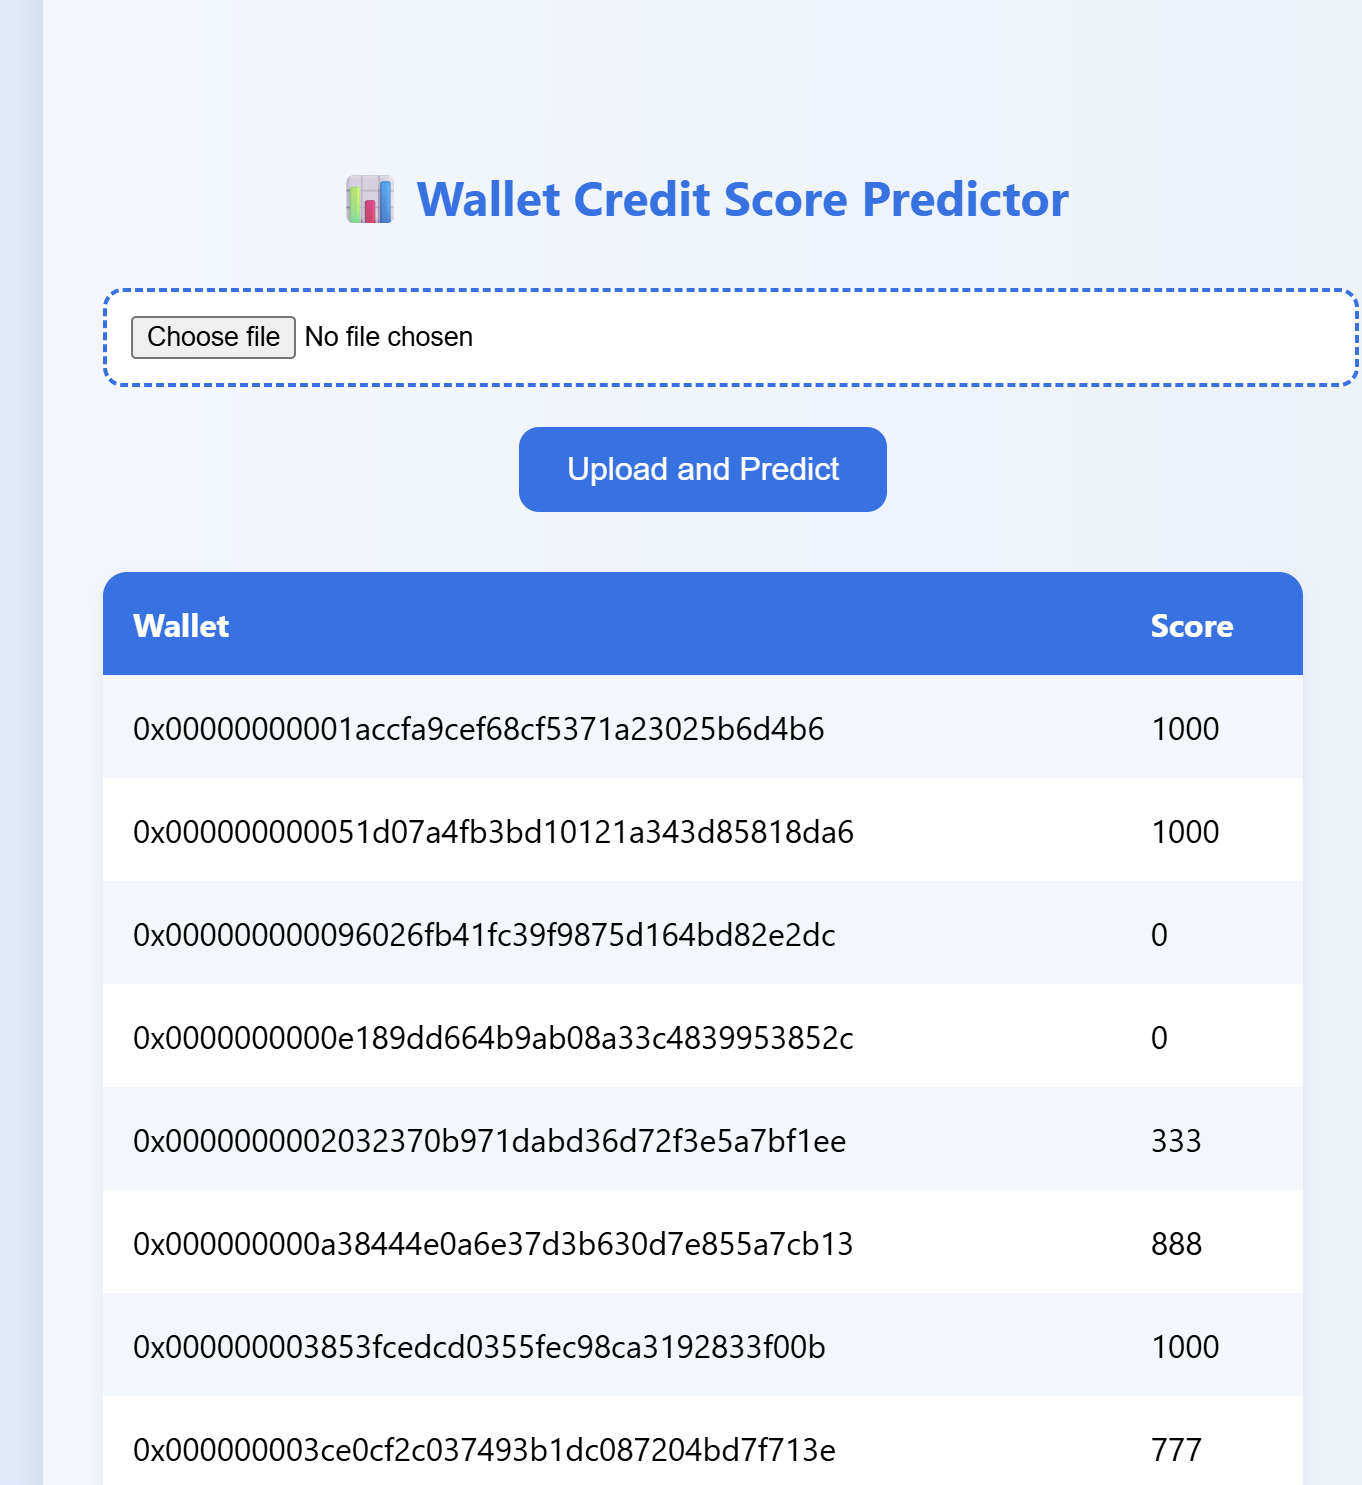 Wallet Credit Score Predictor
Choose file No file chosen
Upload and Predict
Wallet Score
0x00000000001accfa9cef68cf5371a23025b6d4b6 1000
0x000000000051d07a4fb3bd10121a343d85818da6 1000
0x000000000096026fb41fc39f9875d164bd82e2dc 0
0x0000000000e189dd664b9ab08a33c4839953852c 0
0x0000000002032370b971dabd36d72f3e5a7bf1ee 333
0x000000000a38444e0a6e37d3b630d7e855a7cb13 888
0x000000003853fcedcd0355fec98ca3192833f00b 1000
0x000000003ce0cf2c037493b1dc087204bd7f713e 777